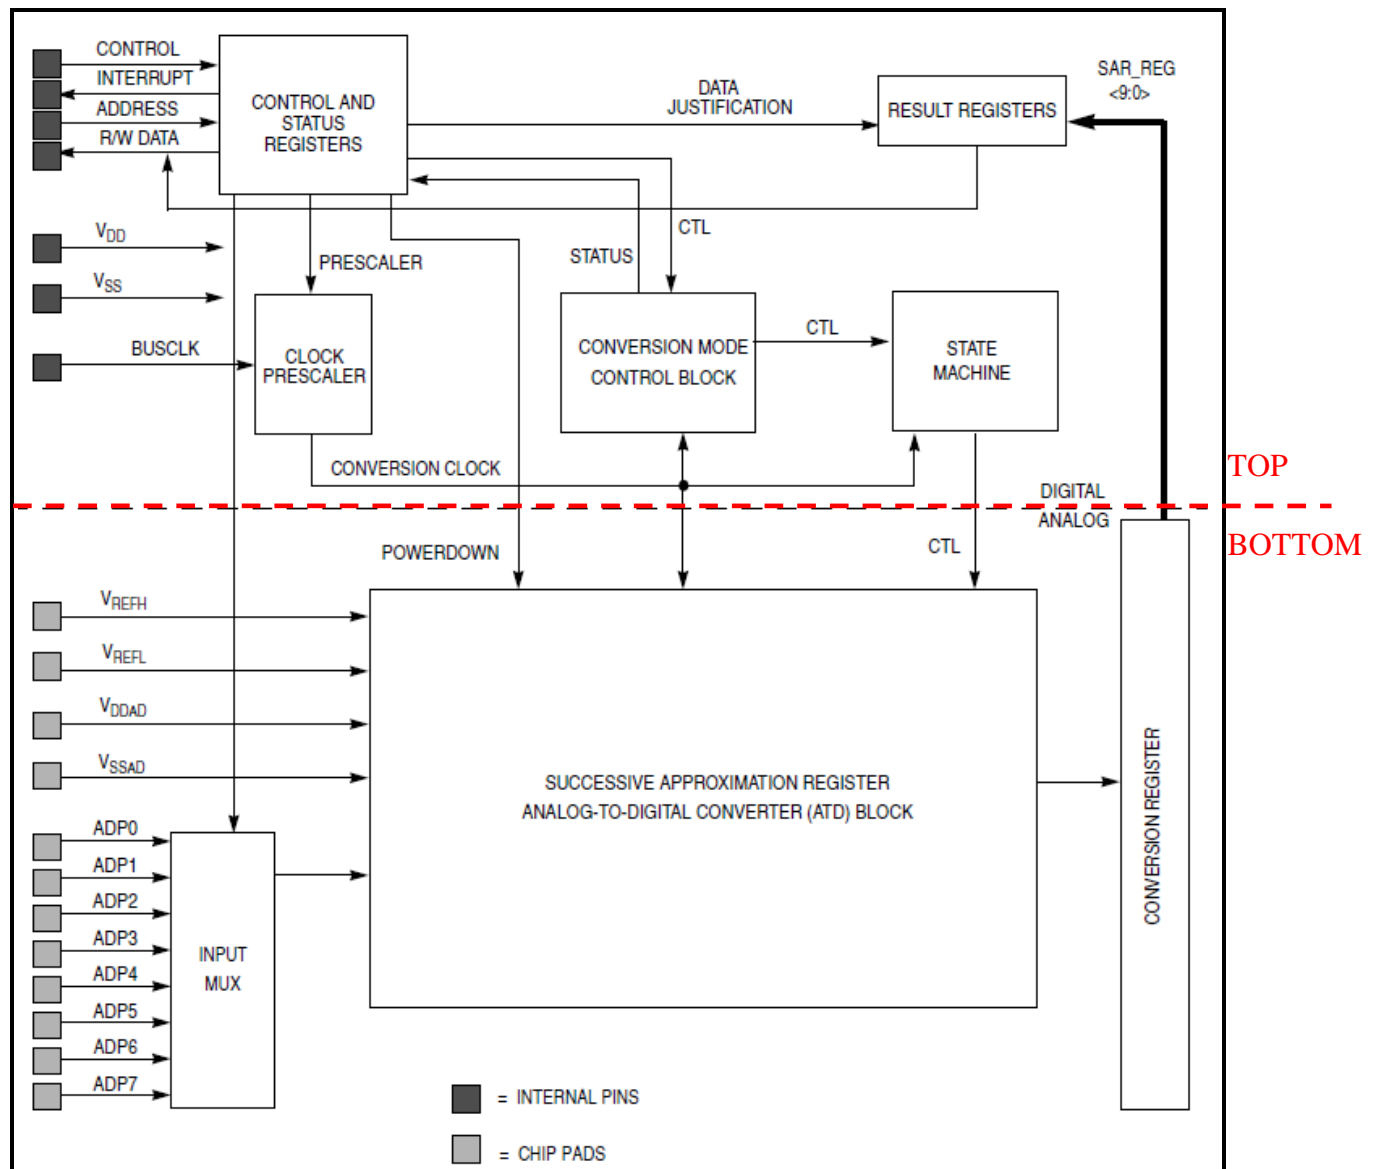 CONTROL
INTERRUPT
ADDRESS
R/W DATA
CONTROL AND
STATUS
REGISTERS
DATA
JUSTIFICATION
RESULT REGISTERS
SAR_REG
<9:0>
VDD
VSS
BUSCLK
PRESCALER
CLOCK
PRESCALER
STATUS
CTL
CONVERSION MODE
CONTROL BLOCK
CTL
STATE
MACHINE
CONVERSION CLOCK
TOP
DIGITAL
ANALOG
BOTTOM
POWERDOWN
CTL
VREFH
VREFL
VDDAD
VSSAD
SUCCESSIVE APPROXIMATION REGISTER
ANALOG-TO-DIGITAL CONVERTER (ATD) BLOCK
CONVERSION REGISTER
ADP0
ADP1
ADP2
ADP3
ADP4
ADP5
ADP6
ADP7
INPUT
MUX
= INTERNAL PINS
= CHIP PADS